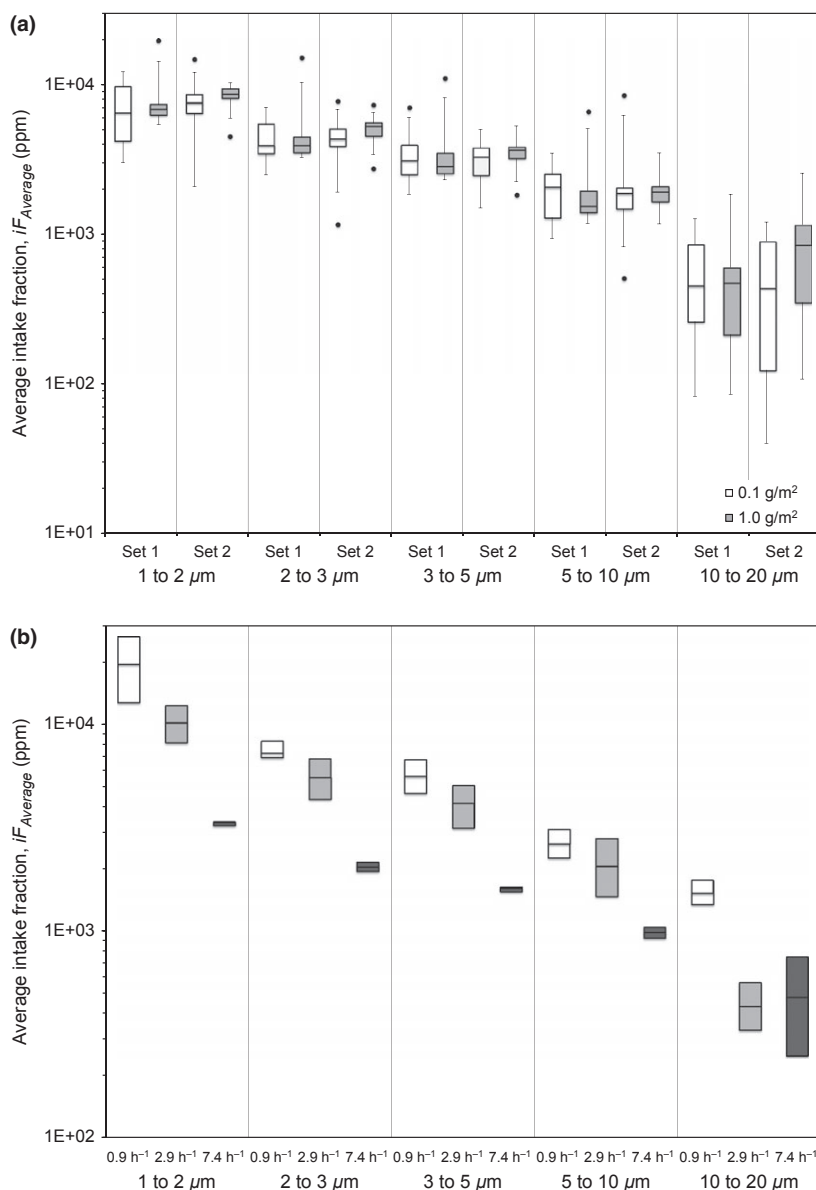 (a)
Average intake fraction, iF_Average (ppm)
1E+04
1E+03
1E+02
1E+01
0.1 g/m²
1.0 g/m²
Set 1 Set 2 Set 1 Set 2 Set 1 Set 2 Set 1 Set 2 Set 1 Set 2
1 to 2 µm 2 to 3 µm 3 to 5 µm 5 to 10 µm 10 to 20 µm
(b)
Average intake fraction, iF_Average (ppm)
1E+04
1E+03
1E+02
0.9 h⁻¹ 2.9 h⁻¹ 7.4 h⁻¹ 0.9 h⁻¹ 2.9 h⁻¹ 7.4 h⁻¹ 0.9 h⁻¹ 2.9 h⁻¹ 7.4 h⁻¹ 0.9 h⁻¹ 2.9 h⁻¹ 7.4 h⁻¹ 0.9 h⁻¹ 2.9 h⁻¹ 7.4 h⁻¹
1 to 2 µm 2 to 3 µm 3 to 5 µm 5 to 10 µm 10 to 20 µm